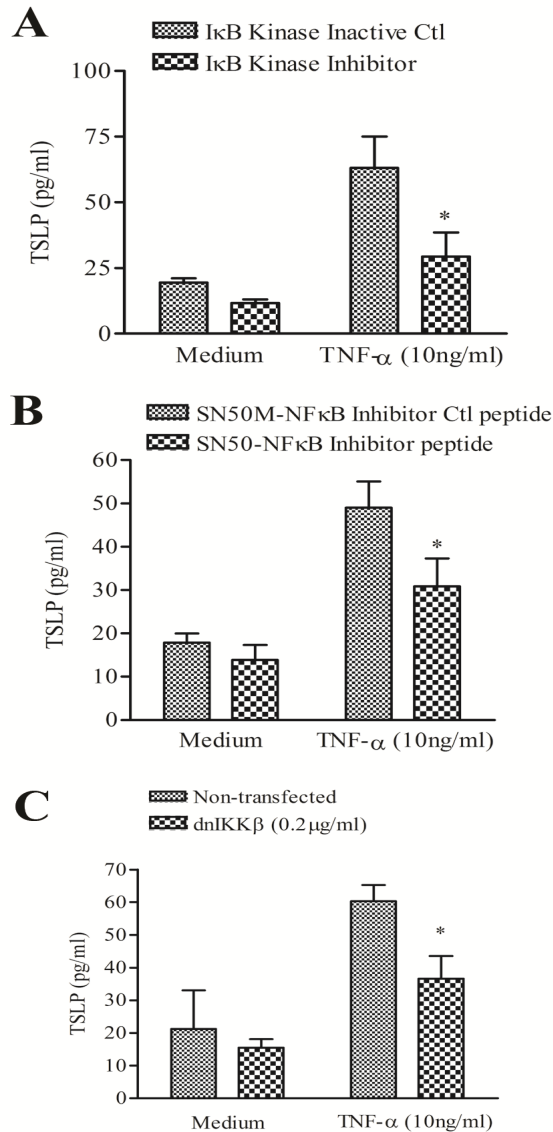 A
IκB Kinase Inactive Ctl
IκB Kinase Inhibitor
100
75
50
25
0
TSLP (pg/ml)
*
Medium
TNF-α (10ng/ml)
B
SN50M-NFκB Inhibitor Ctl peptide
SN50-NFκB Inhibitor peptide
60
50
40
30
20
10
0
TSLP (pg/ml)
*
Medium
TNF-α (10ng/ml)
C
Non-transfected
dnIKKβ (0.2μg/ml)
70
60
50
40
30
20
10
0
TSLP (pg/ml)
*
Medium
TNF-α (10ng/ml)